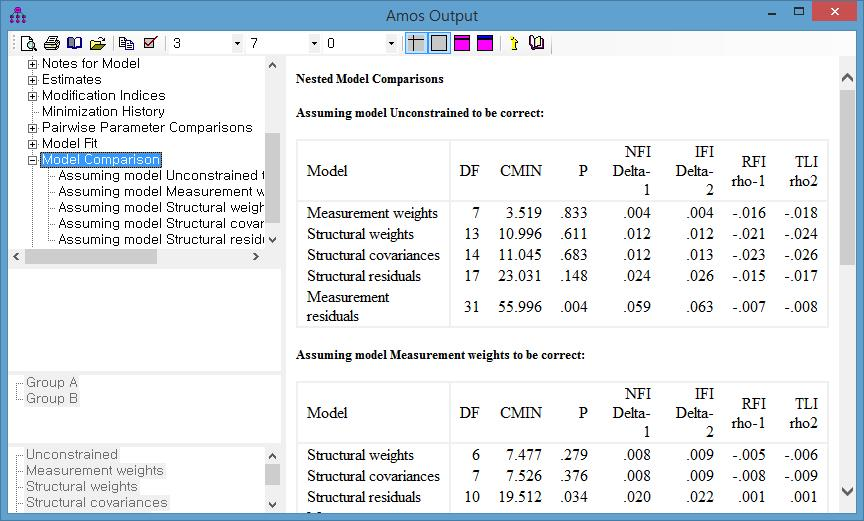 Amos Output
3 7 0
Notes for Model
Estimates
Modification Indices
Minimization History
Pairwise Parameter Comparisons
Model Fit
Model Comparison
Assuming model Unconstrained t
Assuming model Measurement w
Assuming model Structural weigh
Assuming model Structural covar
Assuming model Structural residu
Group A
Group B
Unconstrained
Measurement weights
Structural weights
Structural covariances
Nested Model Comparisons
Assuming model Unconstrained to be correct:
Model DF CMIN P NFI Delta-1 IFI Delta-2 RFI rho-1 TLI rho2
Measurement weights 7 3.519 .833 .004 .004 -.016 -.018
Structural weights 13 10.996 .611 .012 .012 -.021 -.024
Structural covariances 14 11.045 .683 .012 .013 -.023 -.026
Structural residuals 17 23.031 .148 .024 .026 -.015 -.017
Measurement residuals 31 55.996 .004 .059 .063 -.007 -.008
Assuming model Measurement weights to be correct:
Model DF CMIN P NFI Delta-1 IFI Delta-2 RFI rho-1 TLI rho2
Structural weights 6 7.477 .279 .008 .009 -.005 -.006
Structural covariances 7 7.526 .376 .008 .009 -.008 -.009
Structural residuals 10 19.512 .034 .020 .022 .001 .001